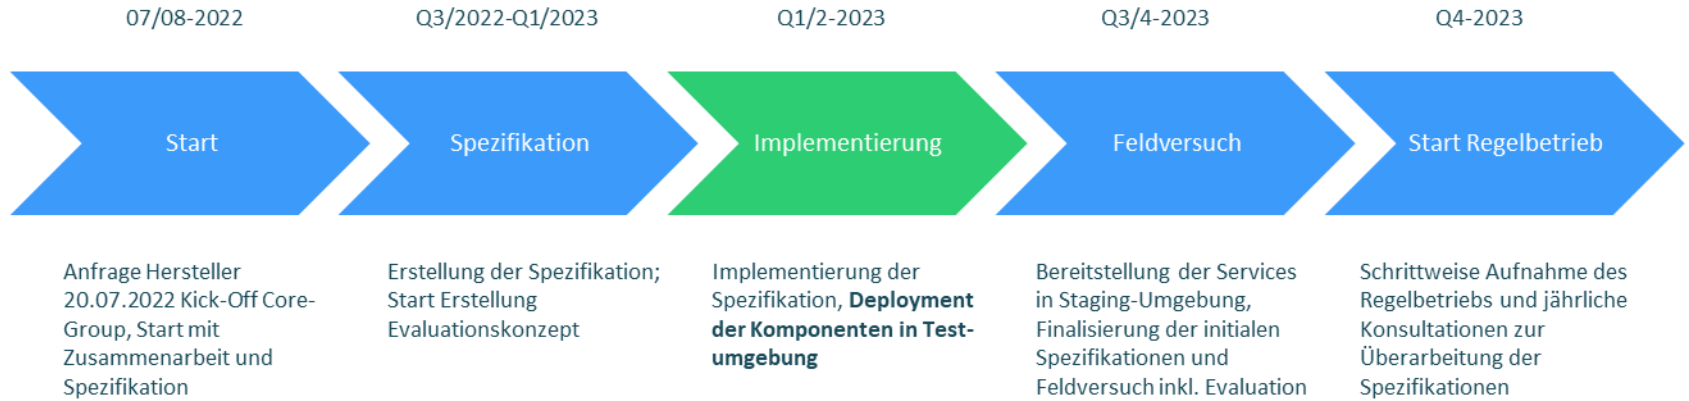 07/08-2022
Q3/2022-Q1/2023
Q1/2-2023
Q3/4-2023
Q4-2023
Start
Spezifikation
Implementierung
Feldversuch
Start Regelbetrieb
Anfrage Hersteller
20.07.2022 Kick-Off Core-
Group, Start mit
Zusammenarbeit und
Spezifikation
Erstellung der Spezifikation;
Start Erstellung
Evaluationskonzept
Implementierung der
Spezifikation, Deployment
der Komponenten in Test-
umgebung
Bereitstellung der Services
in Staging-Umgebung,
Finalisierung der initialen
Spezifikationen und
Feldversuch inkl. Evaluation
Schrittweise Aufnahme des
Regelbetriebs und jährliche
Konsultationen zur
Überarbeitung der
Spezifikationen